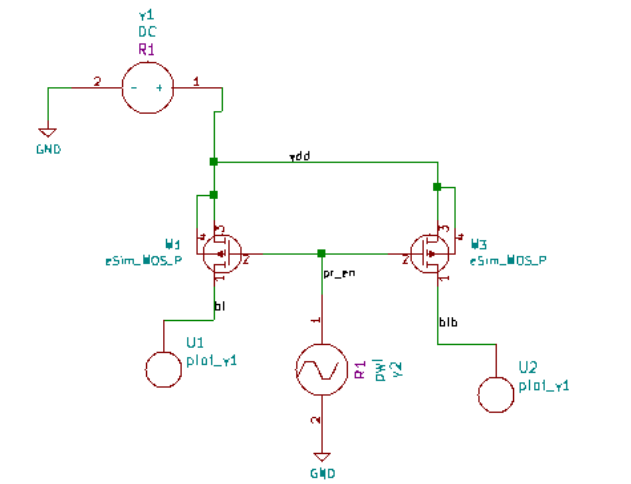 v1
DC
R1
2
- +
1
GND
vdd
3
4
M1
eSim_MOS_P
2
1
bl
U1
plot_v1
pr_en
1
R1
pwl
v2
2
GND
3
4
M3
eSim_MOS_P
2
1
blb
U2
plot_v1